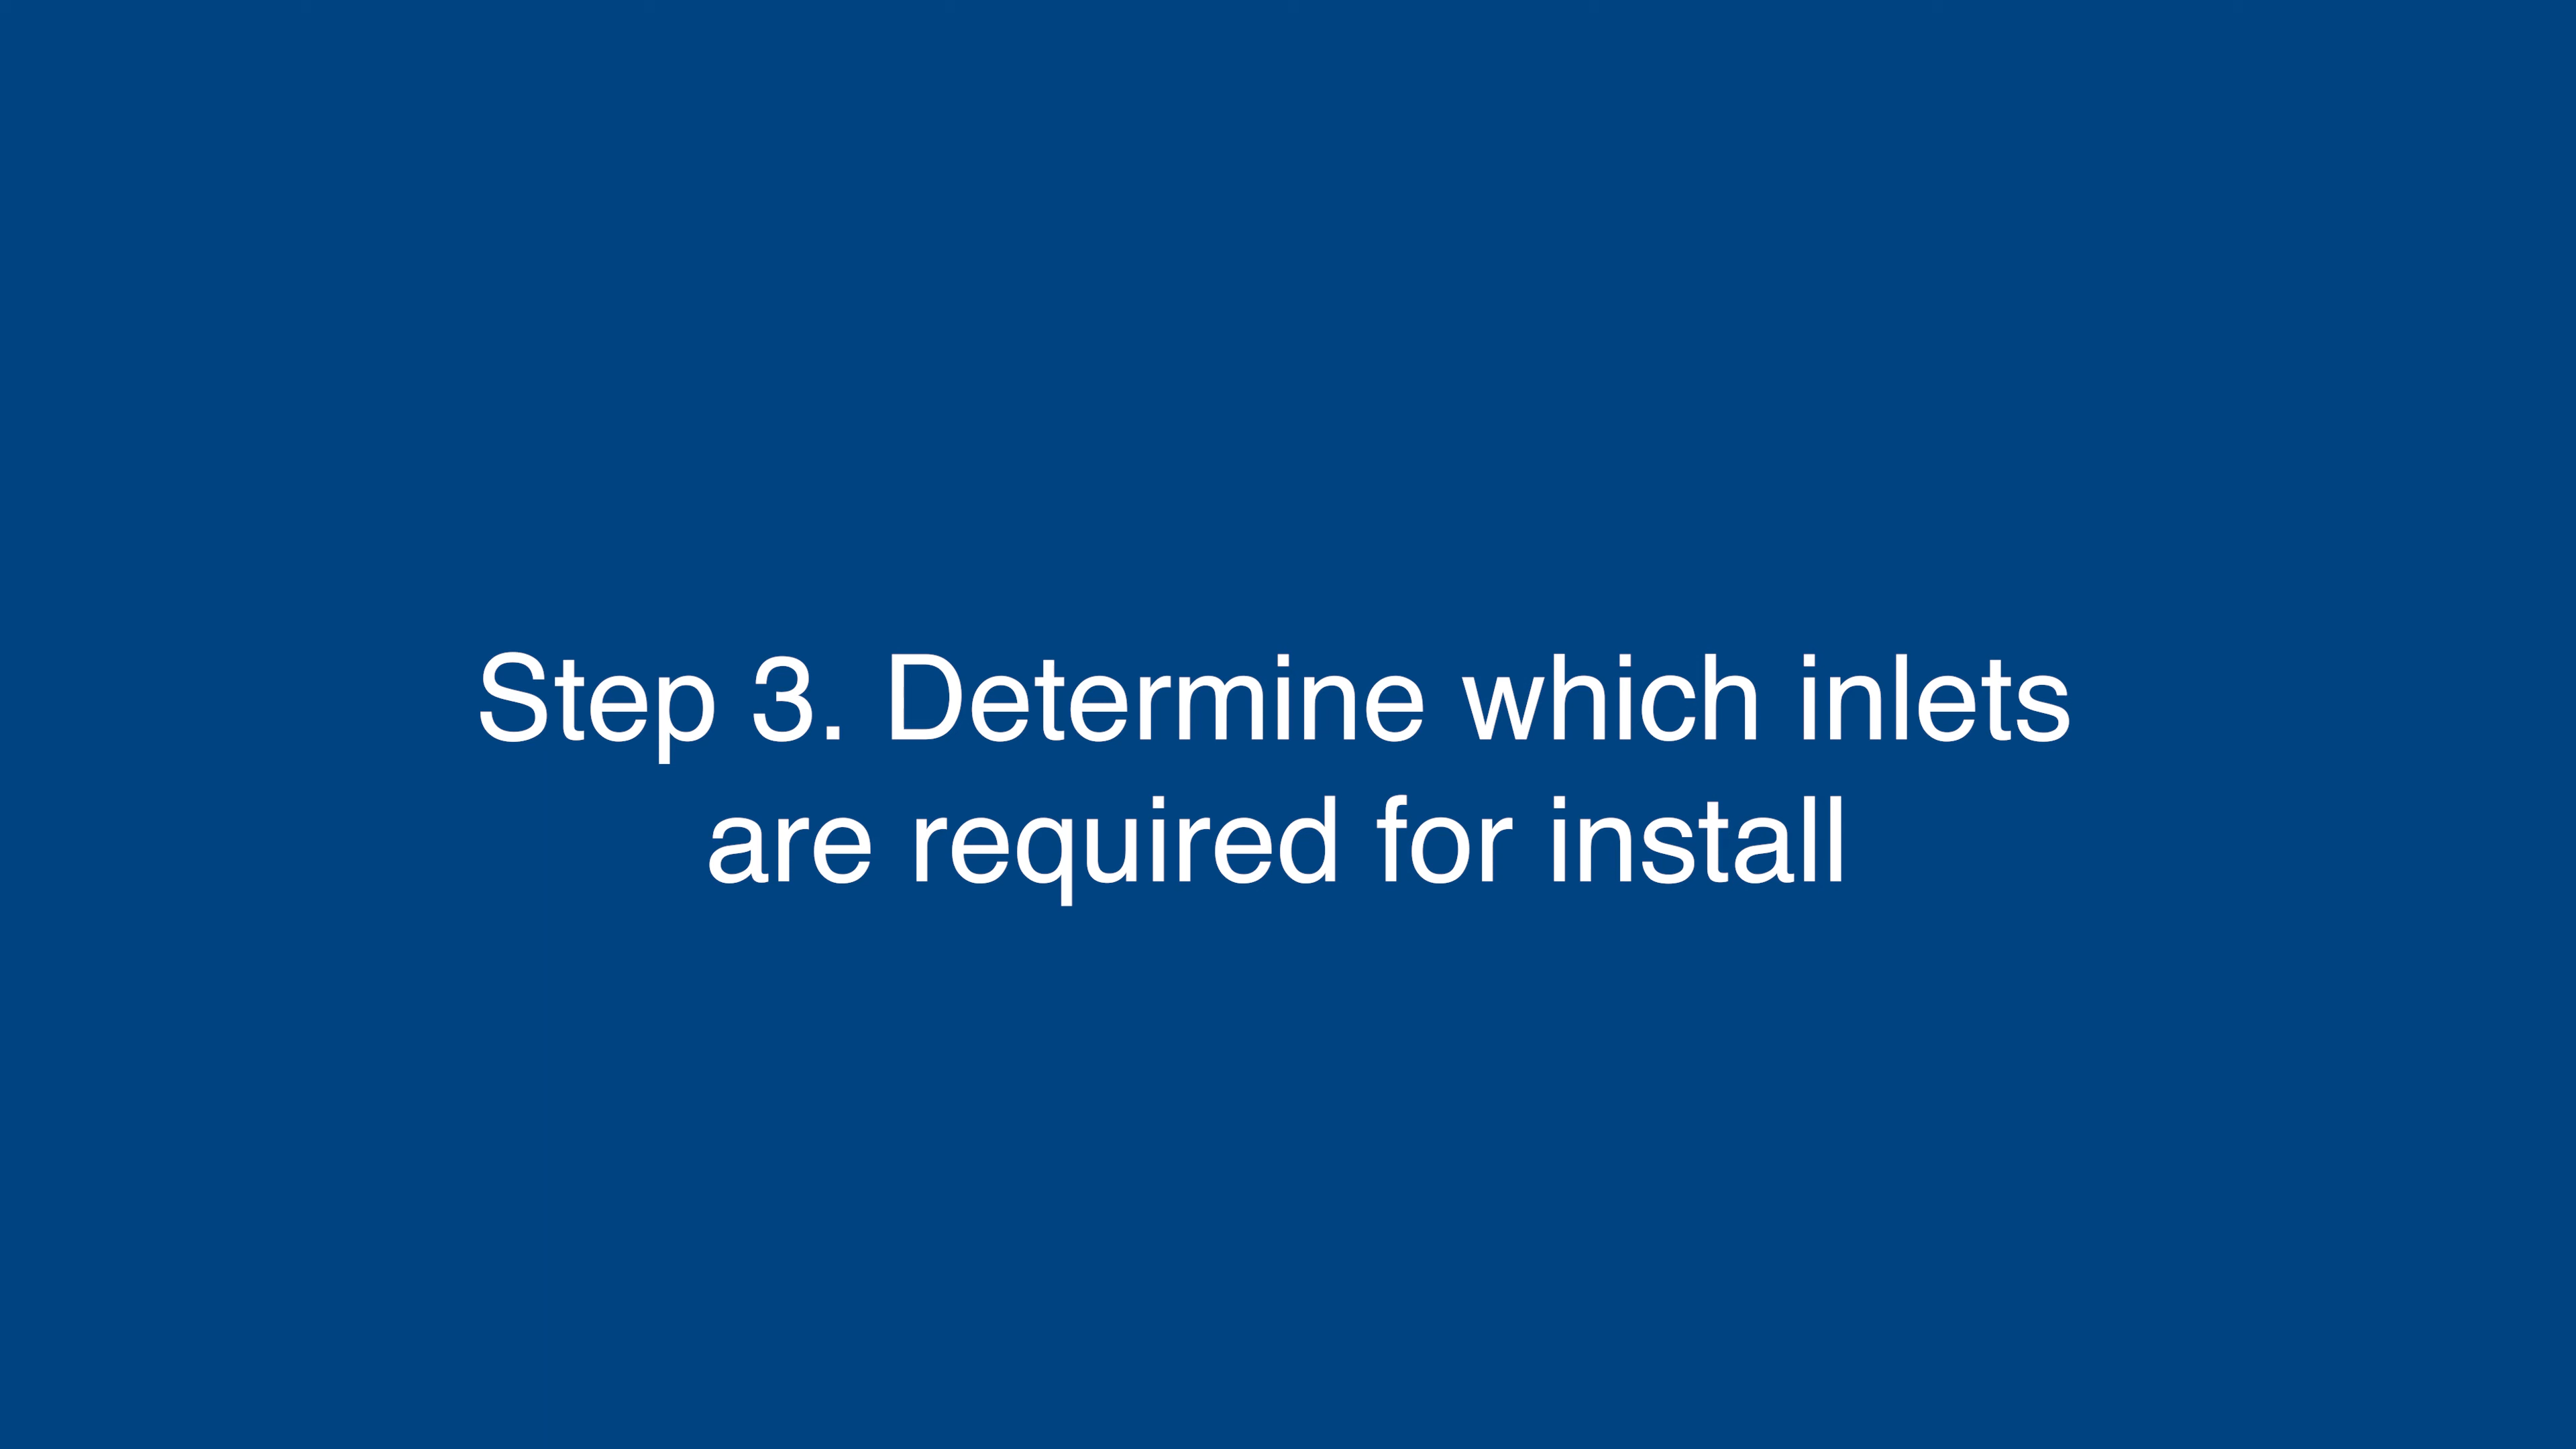 Step 3. Determine which inlets
are required for install